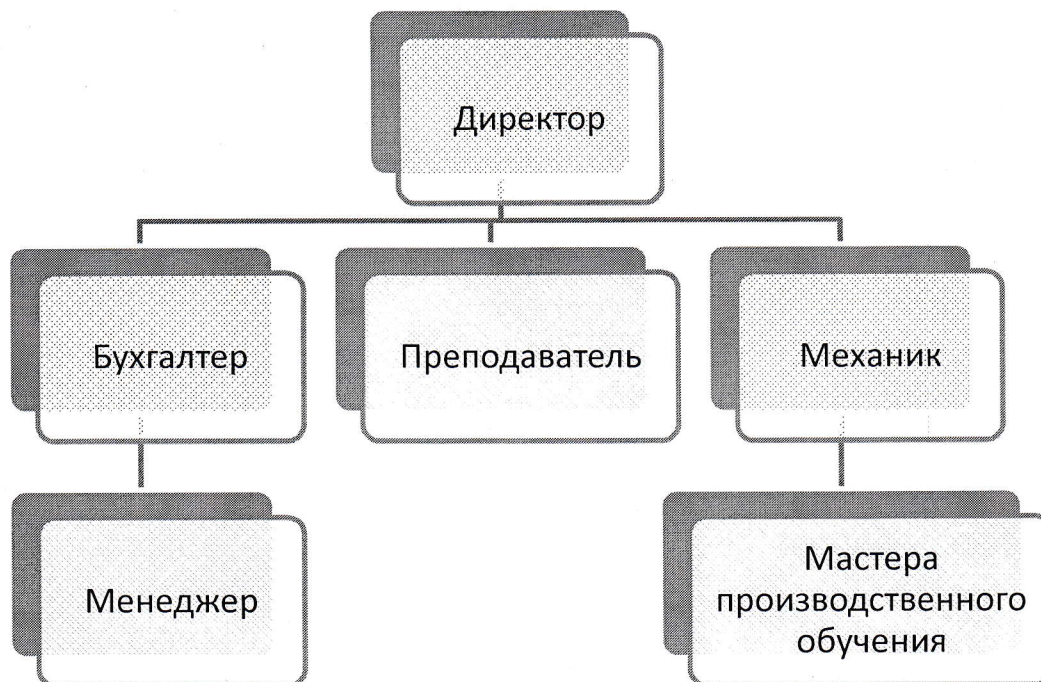 Директор
Бухгалтер
Преподаватель
Механик
Менеджер
Мастера
производственного
обучения